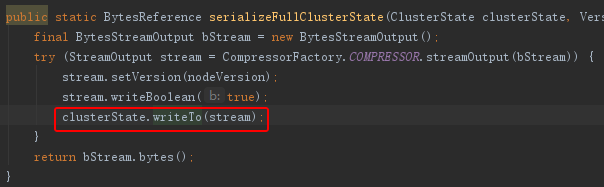 public static BytesReference serializeFullClusterState(ClusterState clusterState, Vers
final BytesStreamOutput bStream = new BytesStreamOutput();
try (StreamOutput stream = CompressorFactory.COMPRESSOR.streamOutput(bStream)) {
stream.setVersion(nodeVersion);
stream.writeBoolean( b: true);
clusterState.writeTo(stream);
}
return bStream.bytes();
}